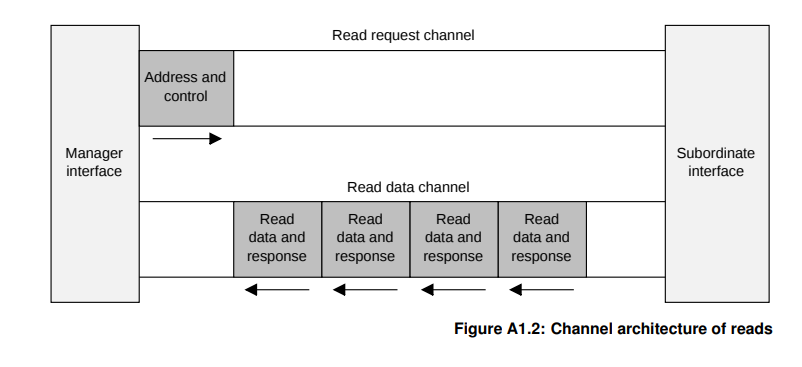 Read request channel
Address and
control
Manager
interface
Subordinate
interface
Read data channel
Read
data and
response
Read
data and
response
Read
data and
response
Read
data and
response
Figure A1.2: Channel architecture of reads